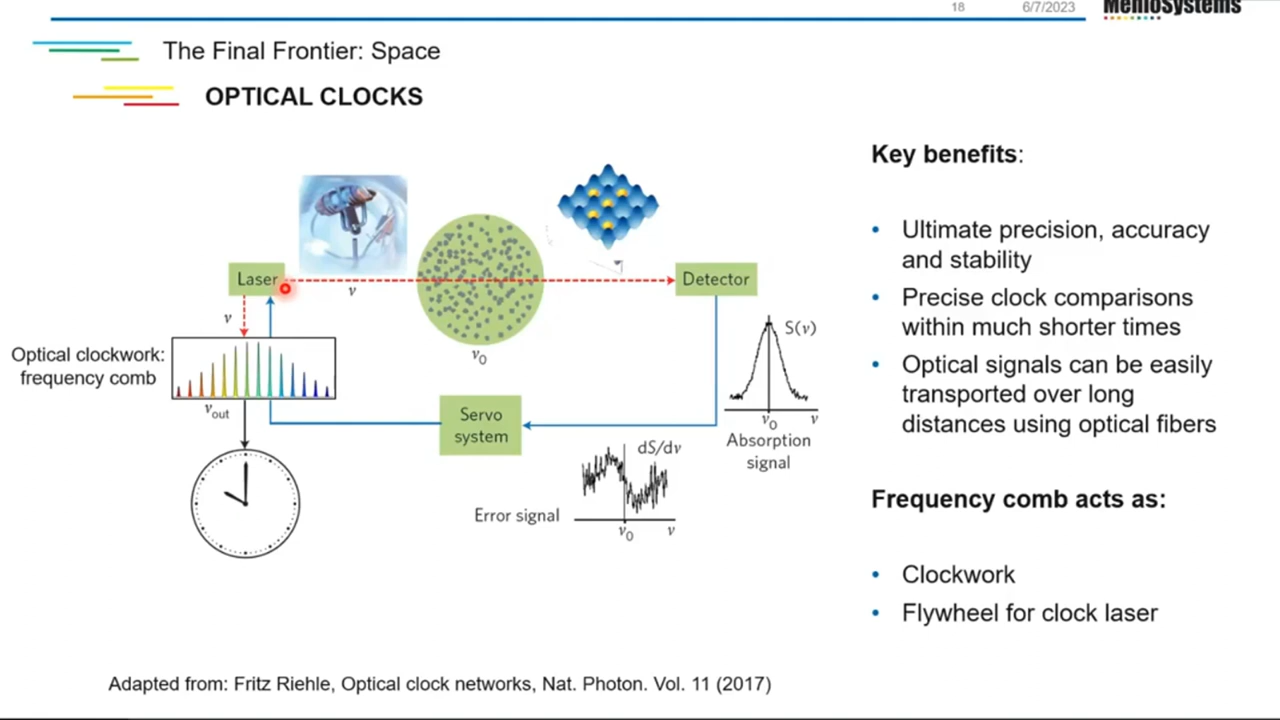 18
6/7/2023
MenloSystems
The Final Frontier: Space
OPTICAL CLOCKS
Laser
ν
Detector
ν
ν0
S(ν)
ν0
ν
Absorption
signal
Optical clockwork:
frequency comb
νout
Servo
system
dS/dν
Error signal
ν0
ν
Key benefits:
• Ultimate precision, accuracy
and stability
• Precise clock comparisons
within much shorter times
• Optical signals can be easily
transported over long
distances using optical fibers
Frequency comb acts as:
• Clockwork
• Flywheel for clock laser
Adapted from: Fritz Riehle, Optical clock networks, Nat. Photon. Vol. 11 (2017)